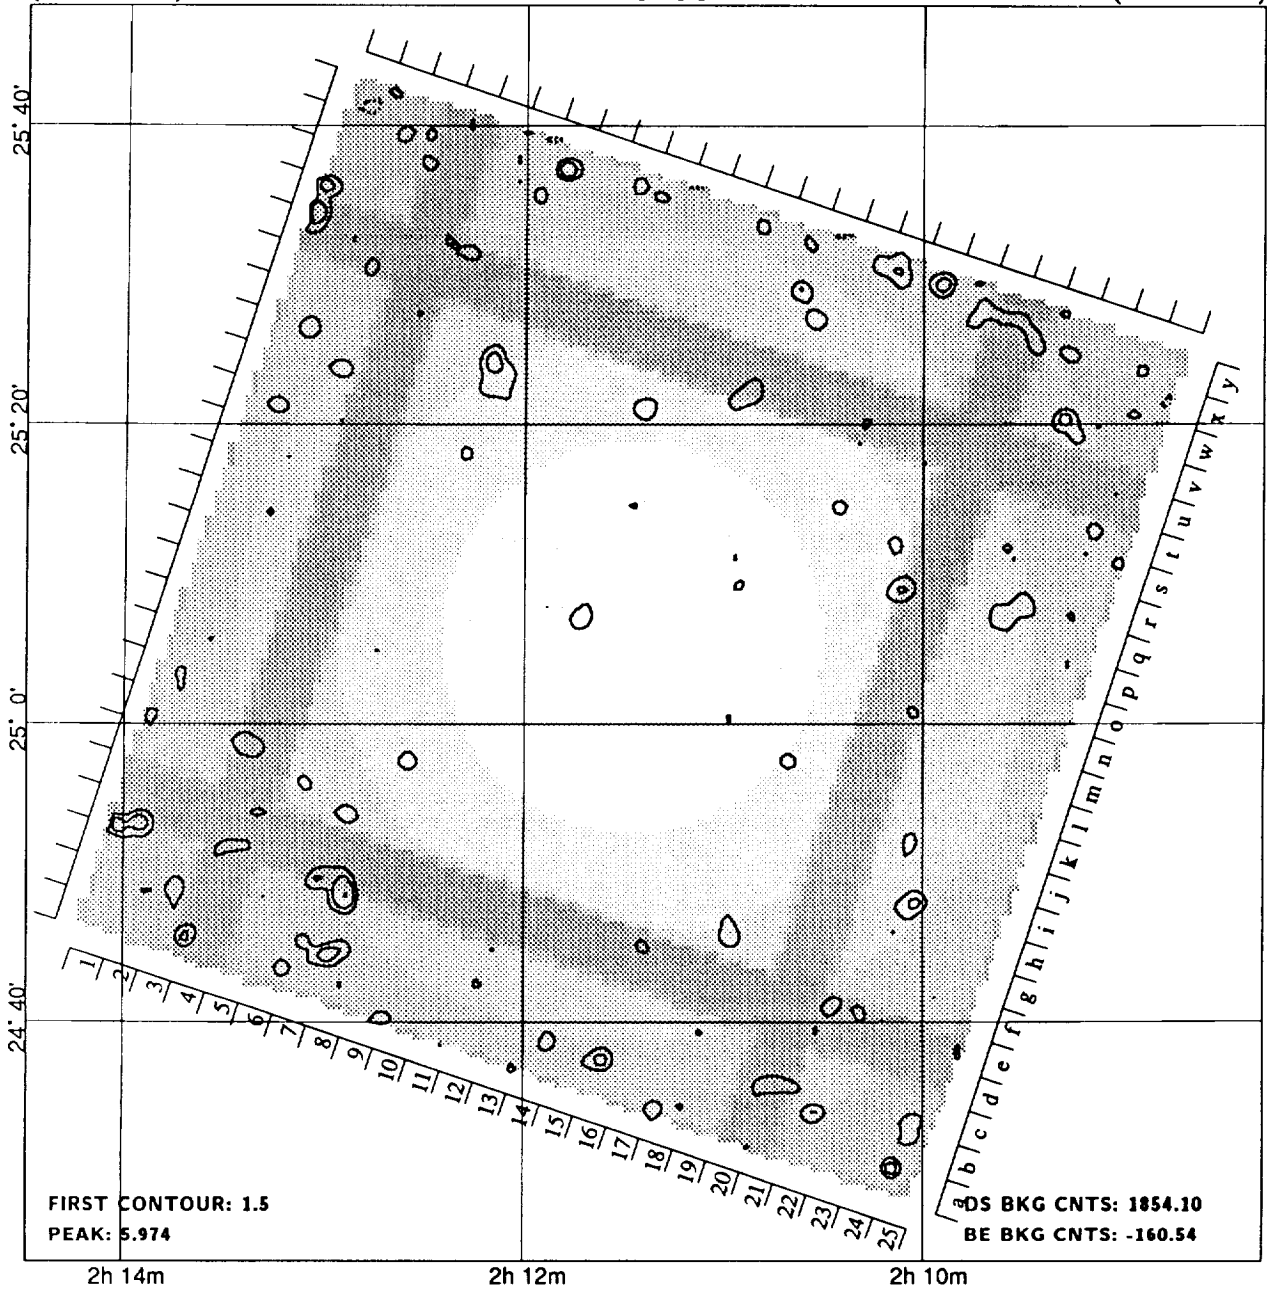 25° 40'
25° 20'
25° 0'
24° 40'
y
x
w
v
u
t
s
r
q
p
o
n
m
l
k
j
i
h
g
f
e
d
c
b
a
1 2 3 4 5 6 7 8 9 10 11 12 13 14 15 16 17 18 19 20 21 22 23 24 25
FIRST CONTOUR: 1.5
PEAK: 5.974
DS BKG CNTS: 1854.10
BE BKG CNTS: -160.54
2h 14m 2h 12m 2h 10m